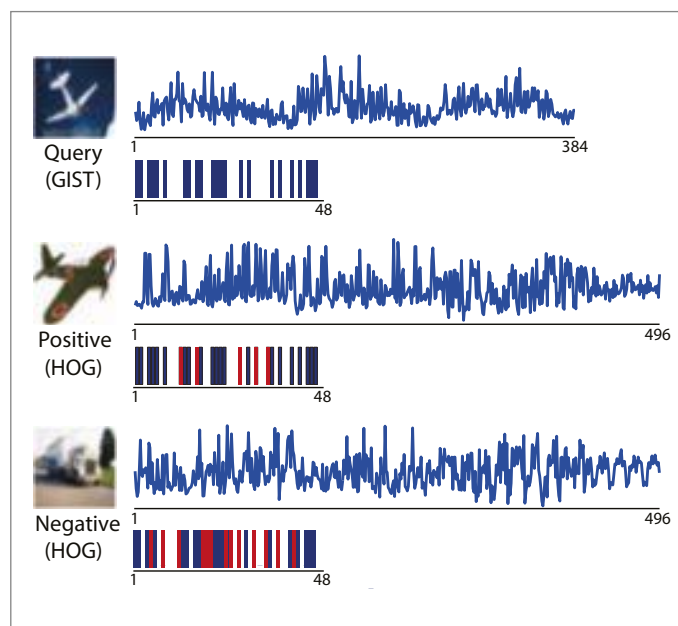 Query
(GIST)
1 384
1 48
Positive
(HOG)
1 496
1 48
Negative
(HOG)
1 496
1 48